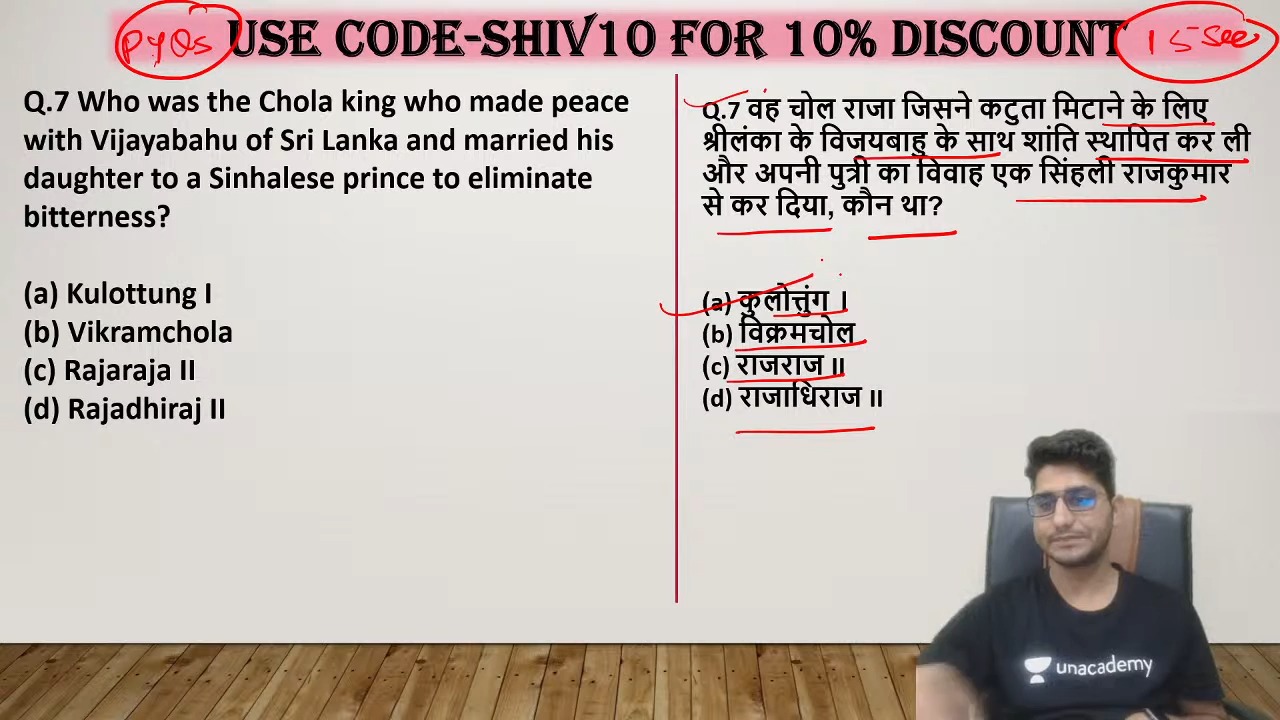 PYQs USE CODE-SHIV10 FOR 10% DISCOUNT 15 Sec
Q.7 Who was the Chola king who made peace
with Vijayabahu of Sri Lanka and married his
daughter to a Sinhalese prince to eliminate
bitterness?
(a) Kulottung I
(b) Vikramchola
(c) Rajaraja II
(d) Rajadhiraj II
Q.7 वह चोल राजा जिसने कटुता मिटाने के लिए
श्रीलंका के विजयबाहु के साथ शांति स्थापित कर ली
और अपनी पुत्री का विवाह एक सिंहली राजकुमार
से कर दिया, कौन था?
(a) कुलोत्तुंग I
(b) विक्रमचोल
(c) राजराज II
(d) राजाधिराज II
unacademy